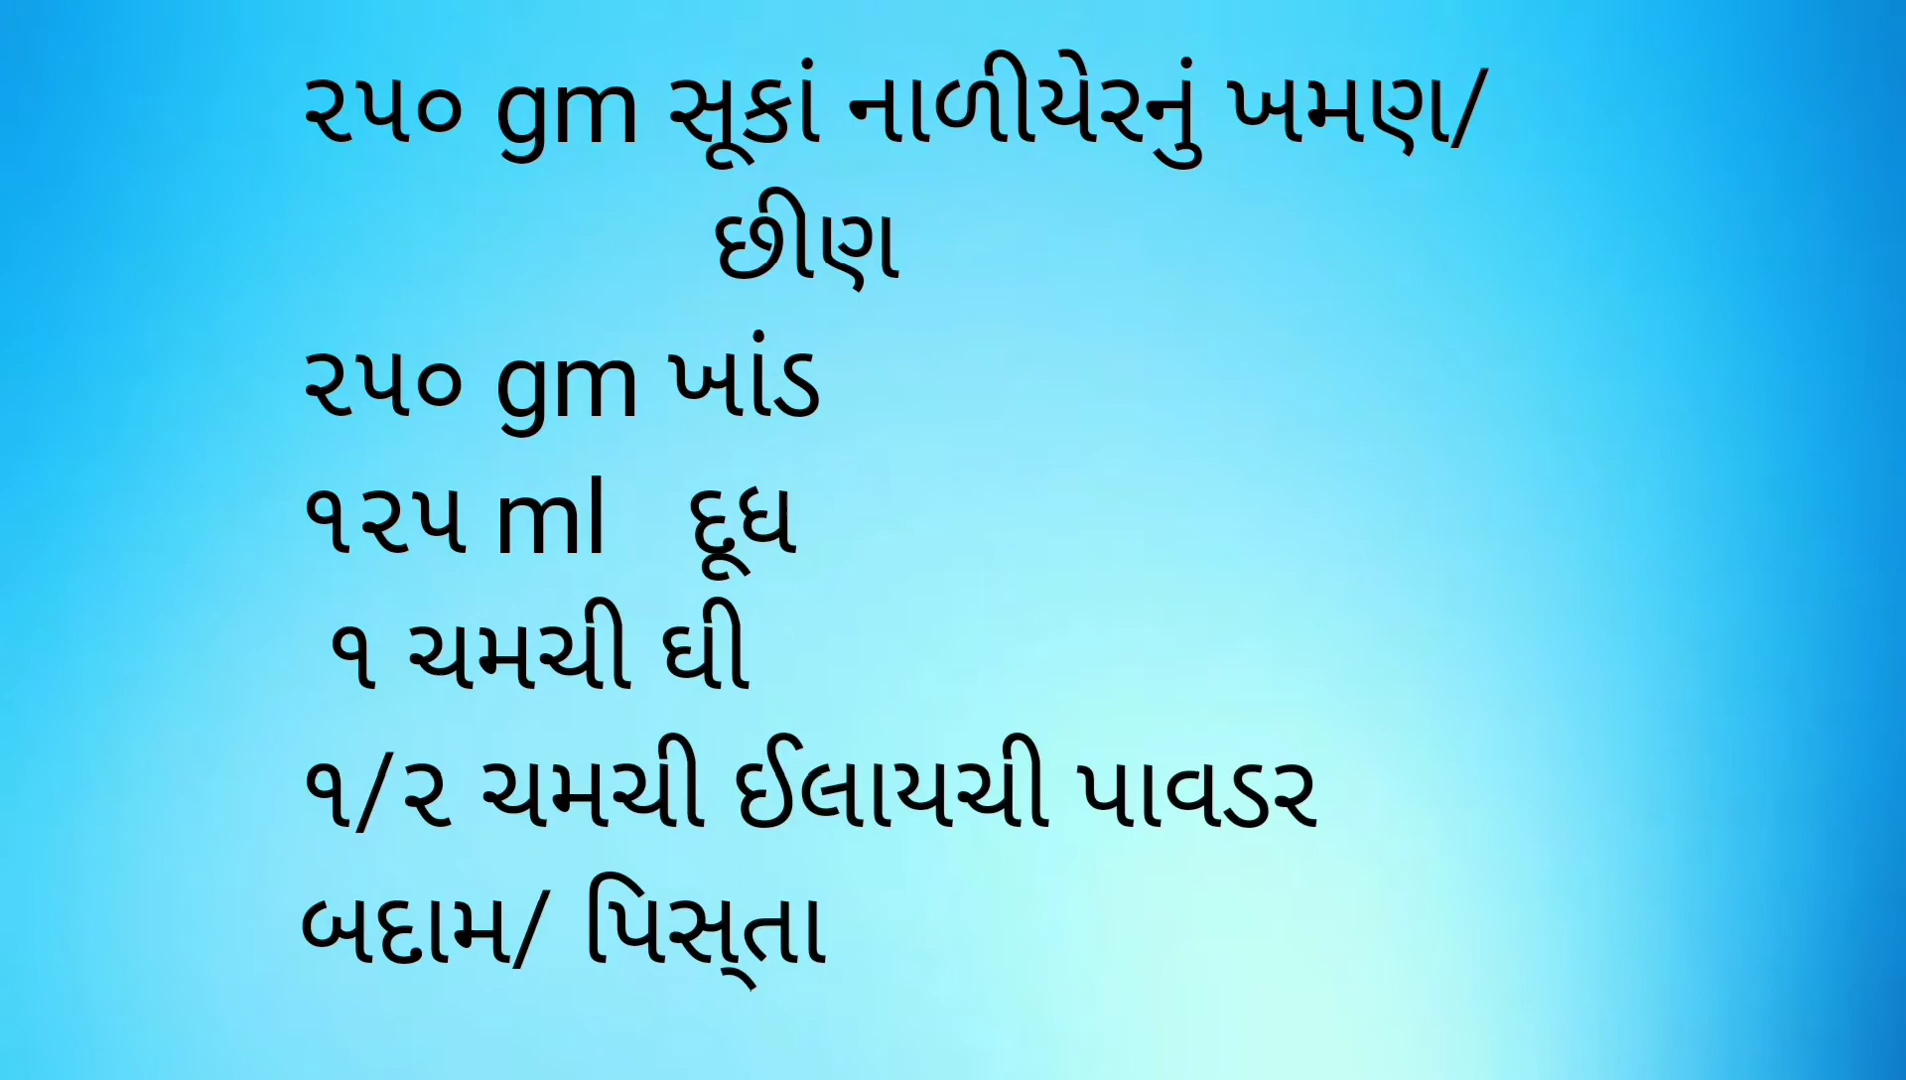 ૨૫૦ gm સૂકાં નાળીયેરનું ખમણ/
છીણ
૨૫૦ gm ખાંડ
૧૨૫ ml દૂધ
૧ ચમચી ઘી
૧/૨ ચમચી ઈલાયચી પાવડર
બદામ/ પિસ્‌તા